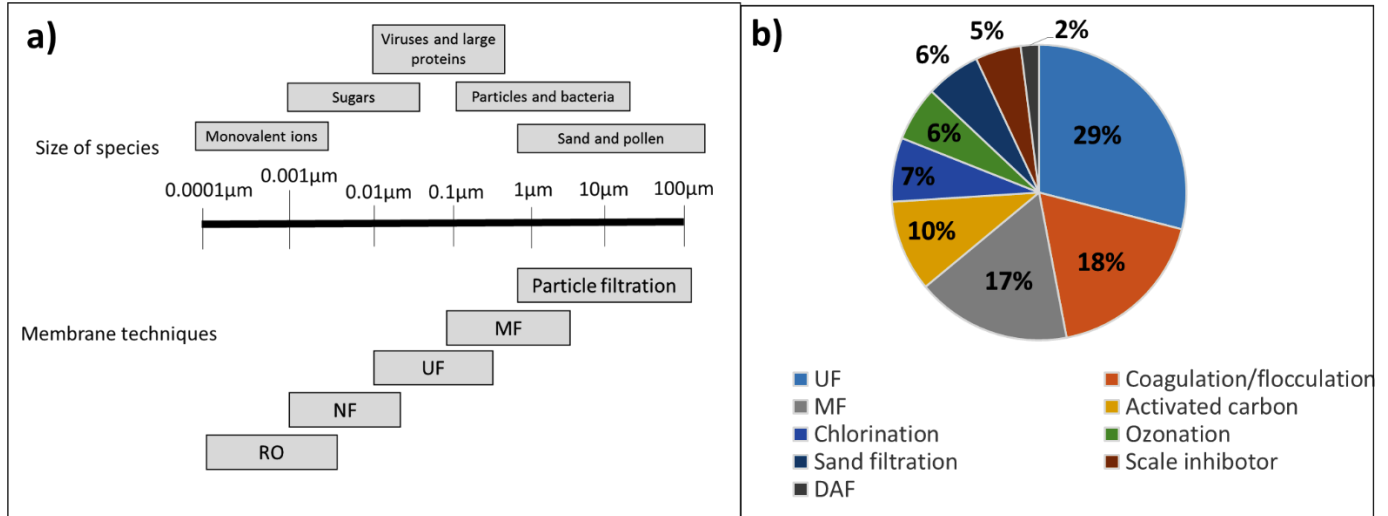 a)
Viruses and large
proteins
Sugars
Particles and bacteria
Monovalent ions
Sand and pollen
Size of species
0.0001µm
0.001µm
0.01µm
0.1µm
1µm
10µm
100µm
Particle filtration
MF
Membrane techniques
UF
NF
RO
b)
5%
2%
6%
29%
6%
7%
10%
18%
17%
UF
Coagulation/flocculation
MF
Activated carbon
Chlorination
Ozonation
Sand filtration
Scale inhibotor
DAF